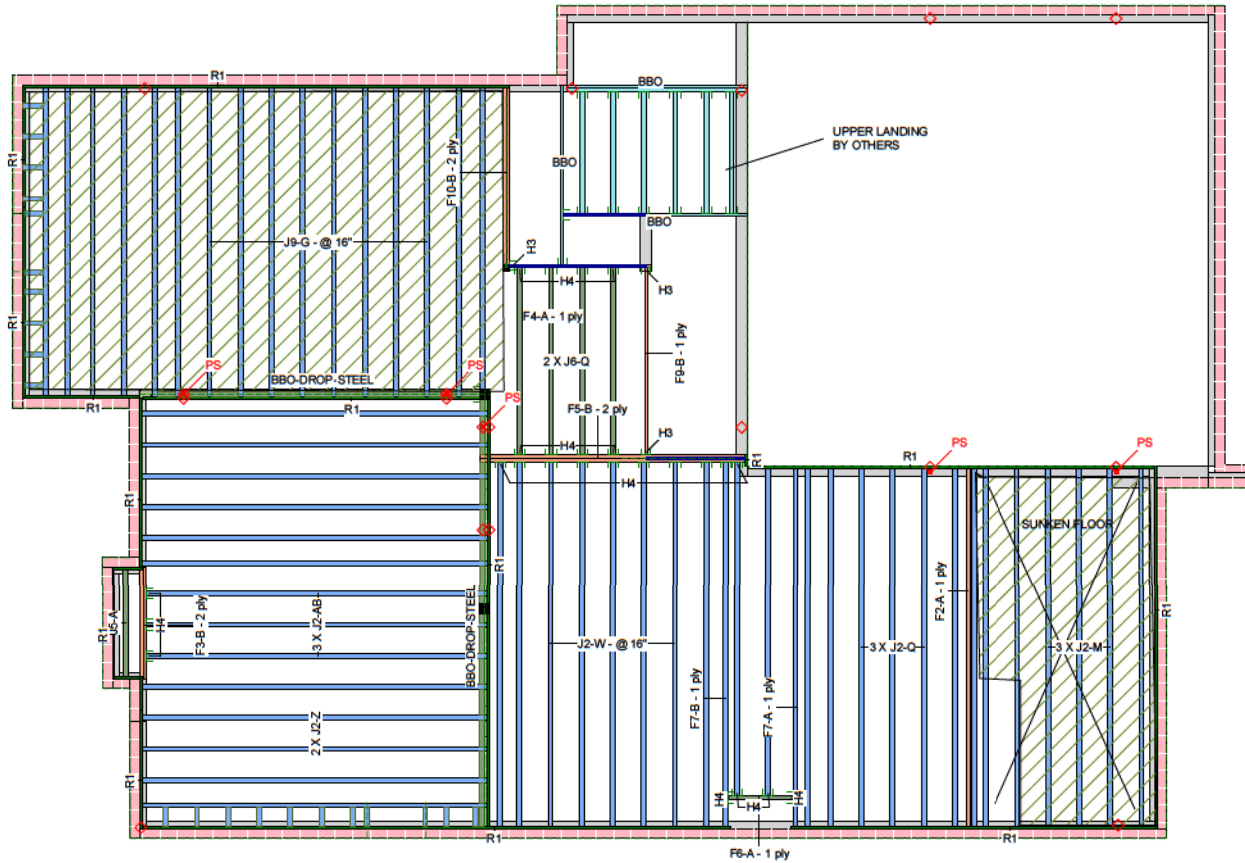 R1
BBO
UPPER LANDING
BY OTHERS
R1
BBO
F10-B - 2 ply
BBO
J9-G - @ 16"
H3
H4
H3
R1
F4-A - 1 ply
2 X J6-Q
F9-B - 1 ply
PS
BBO-DROP-STEEL
PS
R1
R1
PS
F5-B - 2 ply
H4
H3
R1
R1
PS
PS
H4
R1
SUNKEN FLOOR
R1
J5-A
R1
H4
F3-B - 2 ply
3 X J2-AB
BBO-DROP-STEEL
J2-W - @ 16"
F7-B - 1 ply
F7-A - 1 ply
3 X J2-Q
F2-A - 1 ply
3 X J2-M
R1
2 X J2-Z
R1
H4
H4
H4
R1
R1
F6-A - 1 ply